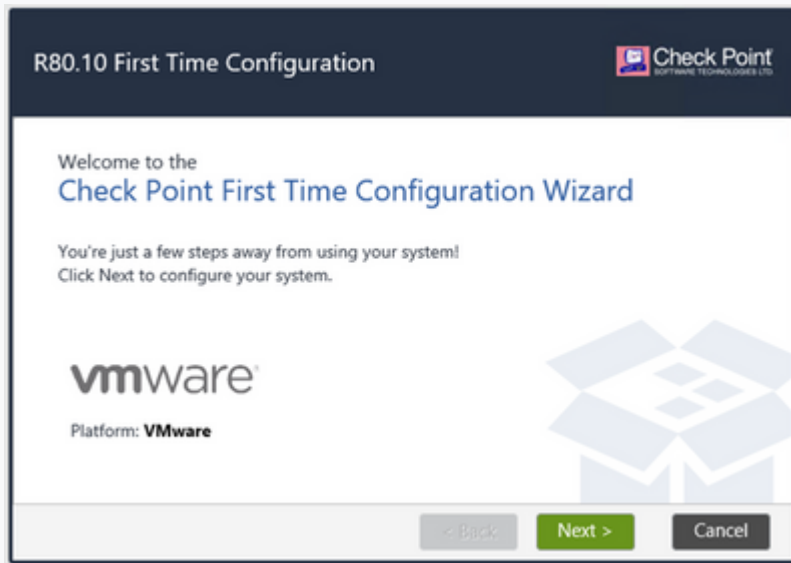 R80.10 First Time Configuration
Check Point
SOFTWARE TECHNOLOGIES LTD.
Welcome to the
Check Point First Time Configuration Wizard
You're just a few steps away from using your system!
Click Next to configure your system.
vmware
Platform: VMware
< Back
Next >
Cancel